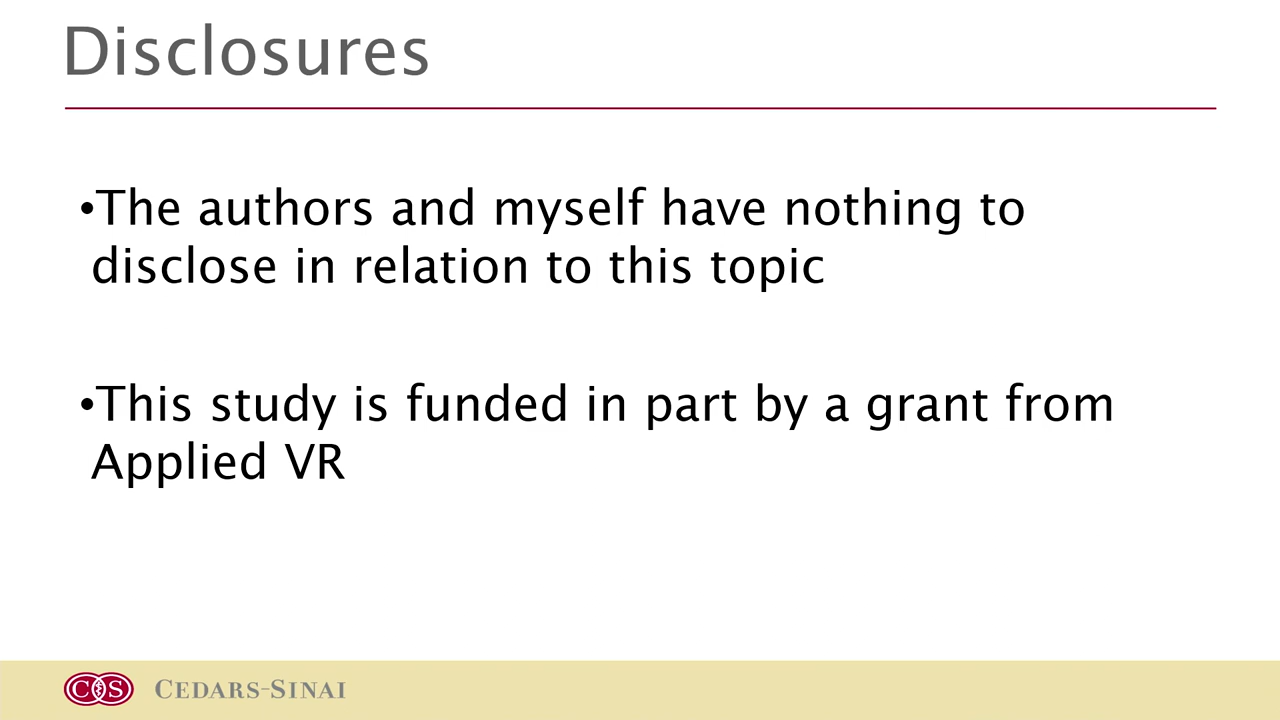 Disclosures
•The authors and myself have nothing to
disclose in relation to this topic
•This study is funded in part by a grant from
Applied VR
CS CEDARS-SINAI